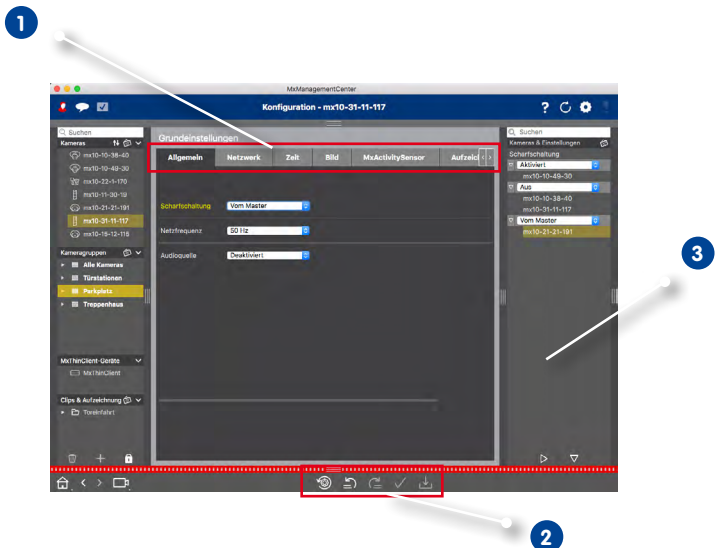 1
MxManagementCenter
Konfiguration - mx10-31-11-117
?
Suchen
Kameras
mx10-10-38-40
mx10-10-49-30
mx10-22-1-170
mx10-11-30-19
mx10-21-21-191
mx10-31-11-117
mx10-15-12-115
Kameragruppen
Alle Kameras
Türstationen
Parkplatz
Treppenhaus
MxThinClient-Geräte
MxThinClient
Clips & Aufzeichnung
Toreinfahrt
Grundeinstellungen
Allgemein Netzwerk Zeit Bild MxActivitySensor Aufzeic
Scharfschaltung Vom Master
Netzfrequenz 50 Hz
Audioquelle Deaktiviert
Suchen
Kameras & Einstellungen
Scharfschaltung
Aktiviert
mx10-10-49-30
Aus
mx10-10-38-40
mx10-31-11-117
Vom Master
mx10-21-21-191
3
2